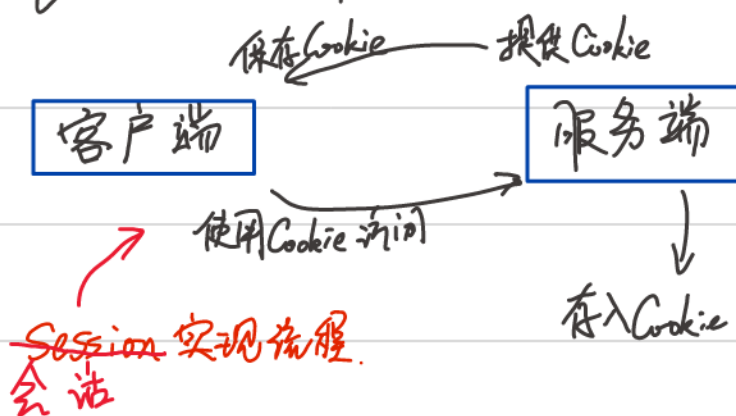 保存Cookie
提供Cookie
客户端
服务端
使用Cookie访问
存入Cookie
Session 实现流程.
会话